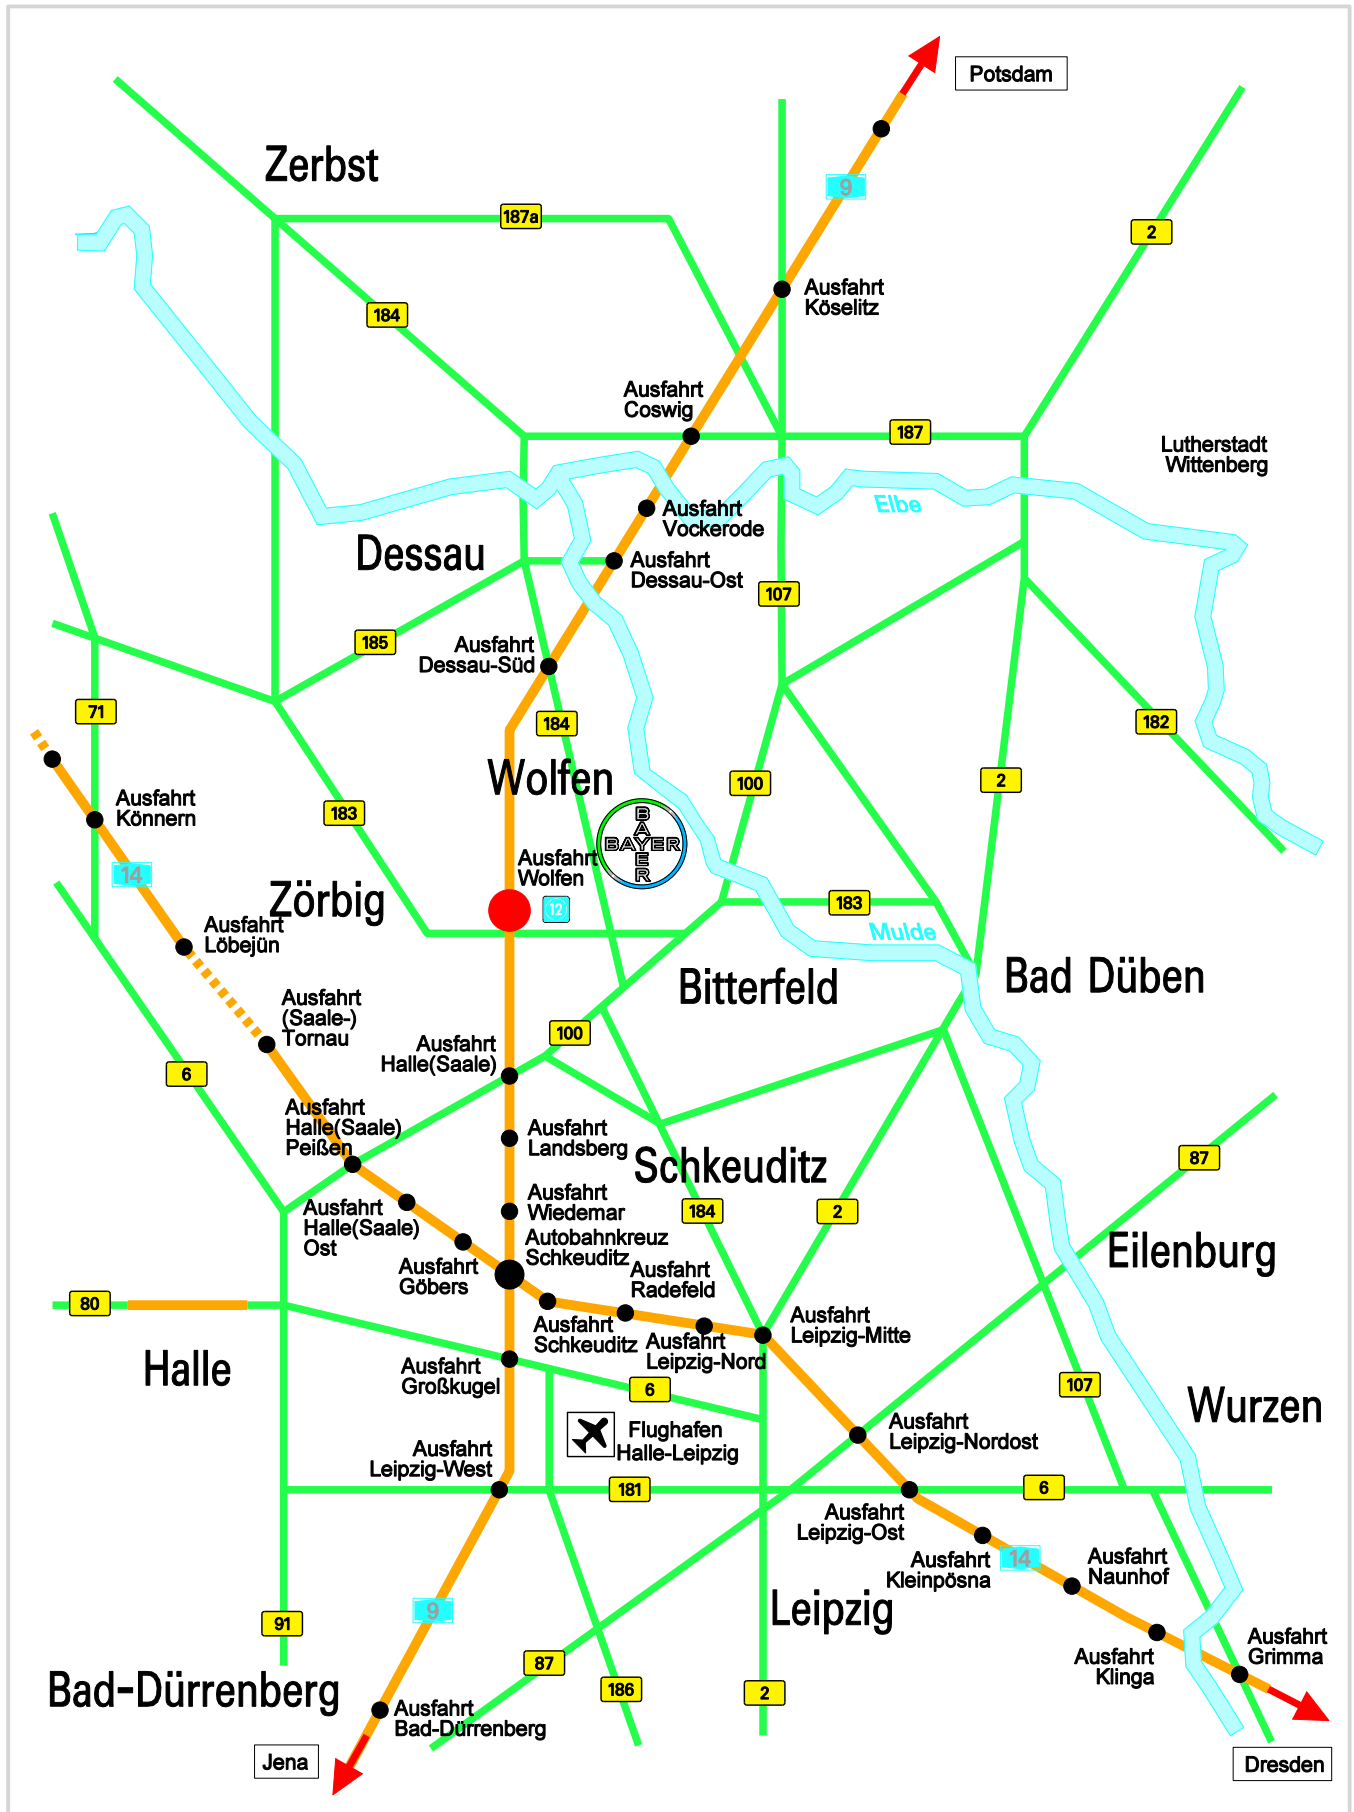 Potsdam
Zerbst
9
187a
2
Ausfahrt
Köselitz
184
Ausfahrt
Coswig
187
Lutherstadt
Wittenberg
Elbe
Ausfahrt
Vockerode
Dessau
Ausfahrt
Dessau-Ost
107
185
Ausfahrt
Dessau-Süd
71
184
182
Wolfen
100
2
Ausfahrt
Könnern
183
BAYER
BAYER
14
Ausfahrt
Wolfen
Zörbig
12
183
Ausfahrt
Löbejün
Mulde
Bitterfeld
Bad Düben
Ausfahrt
(Saale-)
Tornau
100
Ausfahrt
Halle(Saale)
6
Ausfahrt
Halle(Saale)
Peißen
Ausfahrt
Landsberg
Schkeuditz
87
Ausfahrt
Wiedemar
184
2
Ausfahrt
Halle(Saale)
Ost
Autobahnkreuz
Schkeuditz
Eilenburg
Ausfahrt
Göbers
Ausfahrt
Radefeld
80
Ausfahrt
Schkeuditz
Ausfahrt
Leipzig-Nord
Ausfahrt
Leipzig-Mitte
Halle
Ausfahrt
Großkugel
6
107
Wurzen
Flughafen
Halle-Leipzig
Ausfahrt
Leipzig-Nordost
Ausfahrt
Leipzig-West
181
6
Ausfahrt
Leipzig-Ost
Ausfahrt
Kleinpösna
14
Ausfahrt
Naunhof
9
Leipzig
91
Ausfahrt
Klinga
Ausfahrt
Grimma
87
186
2
Bad-Dürrenberg
Ausfahrt
Bad-Dürrenberg
Jena
Dresden